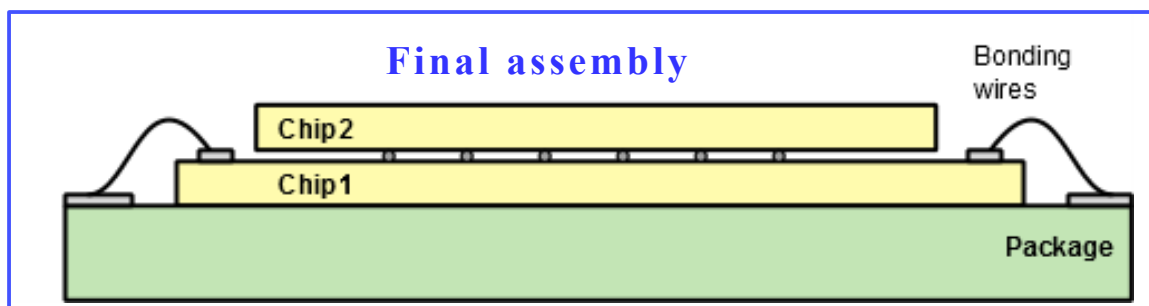 Final assembly
Bonding
wires
Chip2
Chip1
Package